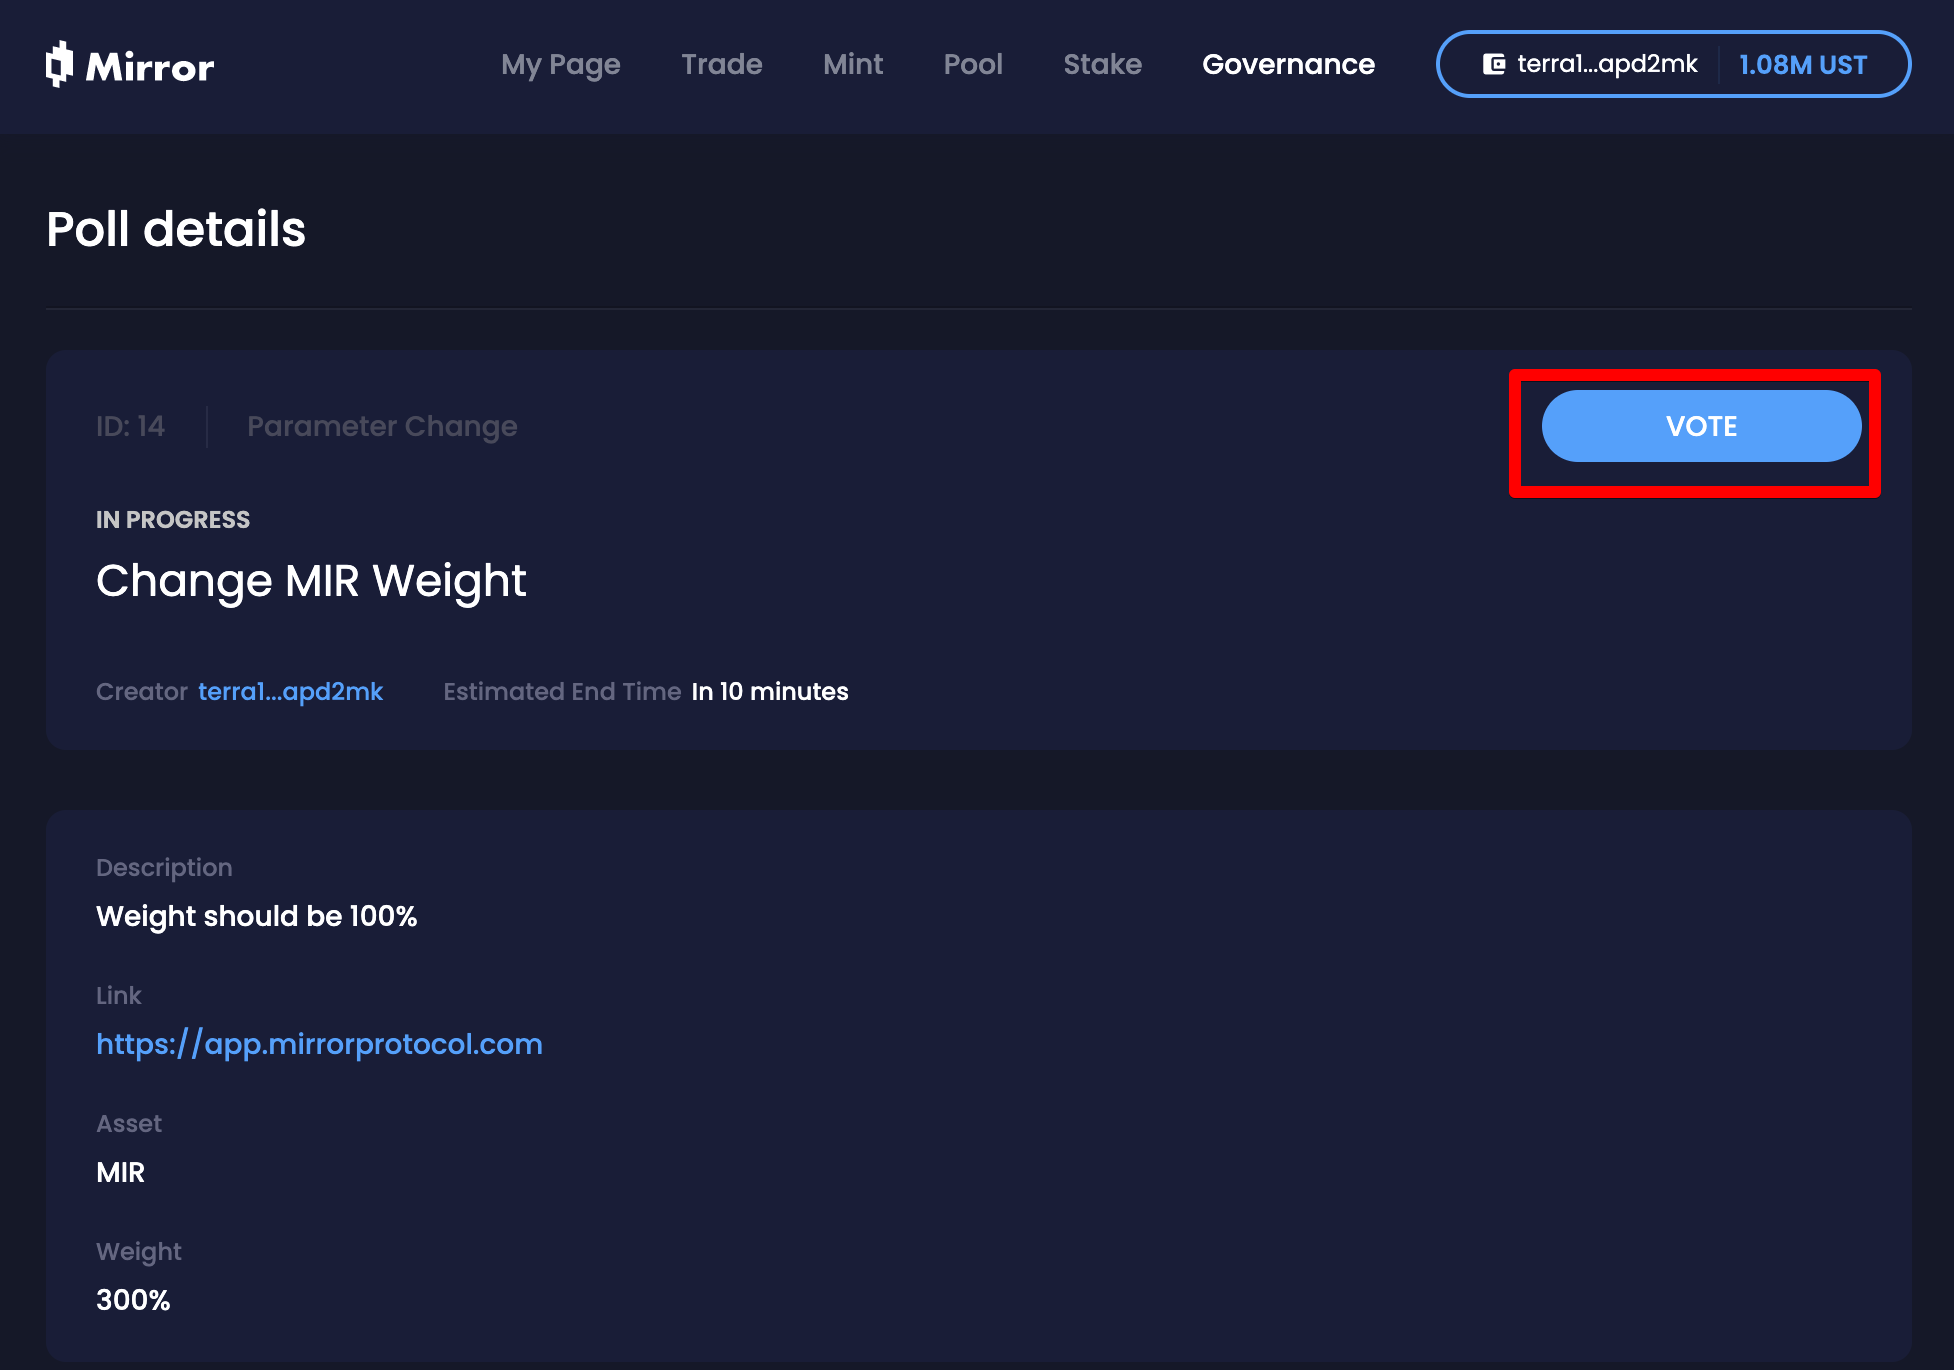 Mirror
My Page Trade Mint Pool Stake Governance terra1...apd2mk 1.08M UST
Poll details
ID: 14 Parameter Change VOTE
IN PROGRESS
Change MIR Weight
Creator terra1...apd2mk Estimated End Time In 10 minutes
Description
Weight should be 100%
Link
https://app.mirrorprotocol.com
Asset
MIR
Weight
300%